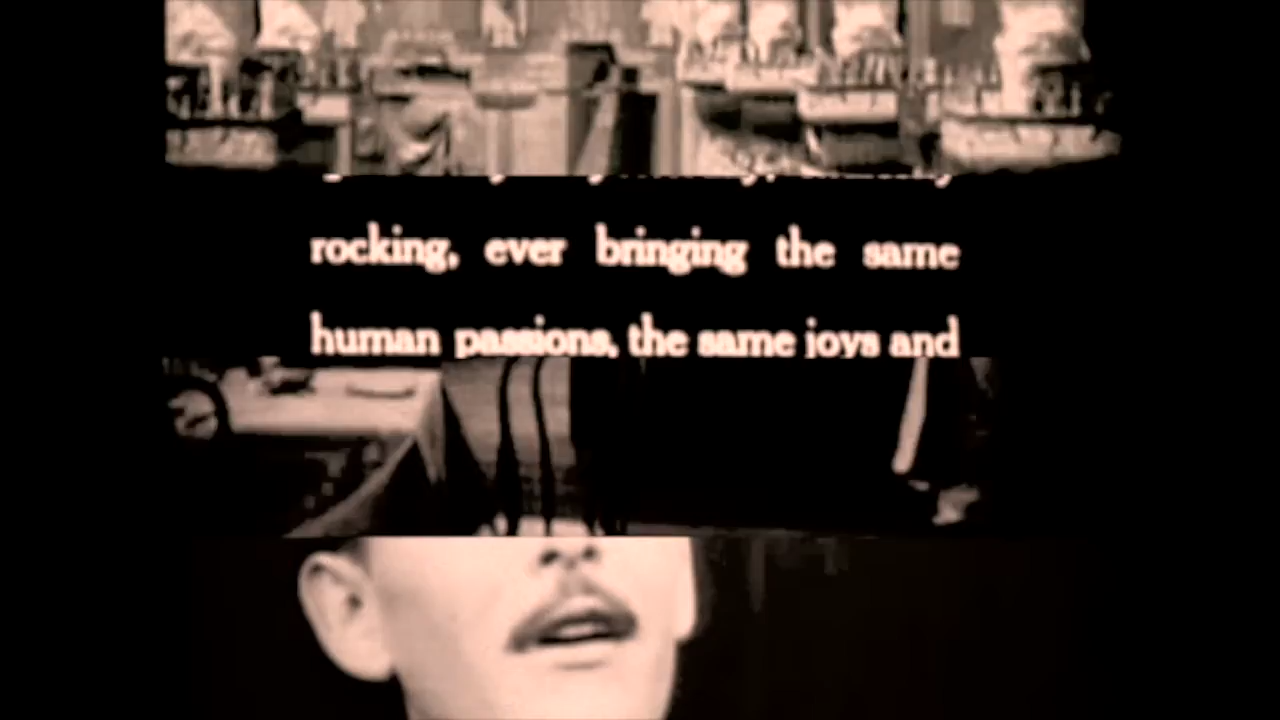 rocking, ever bringing the same
human passions, the same joys and